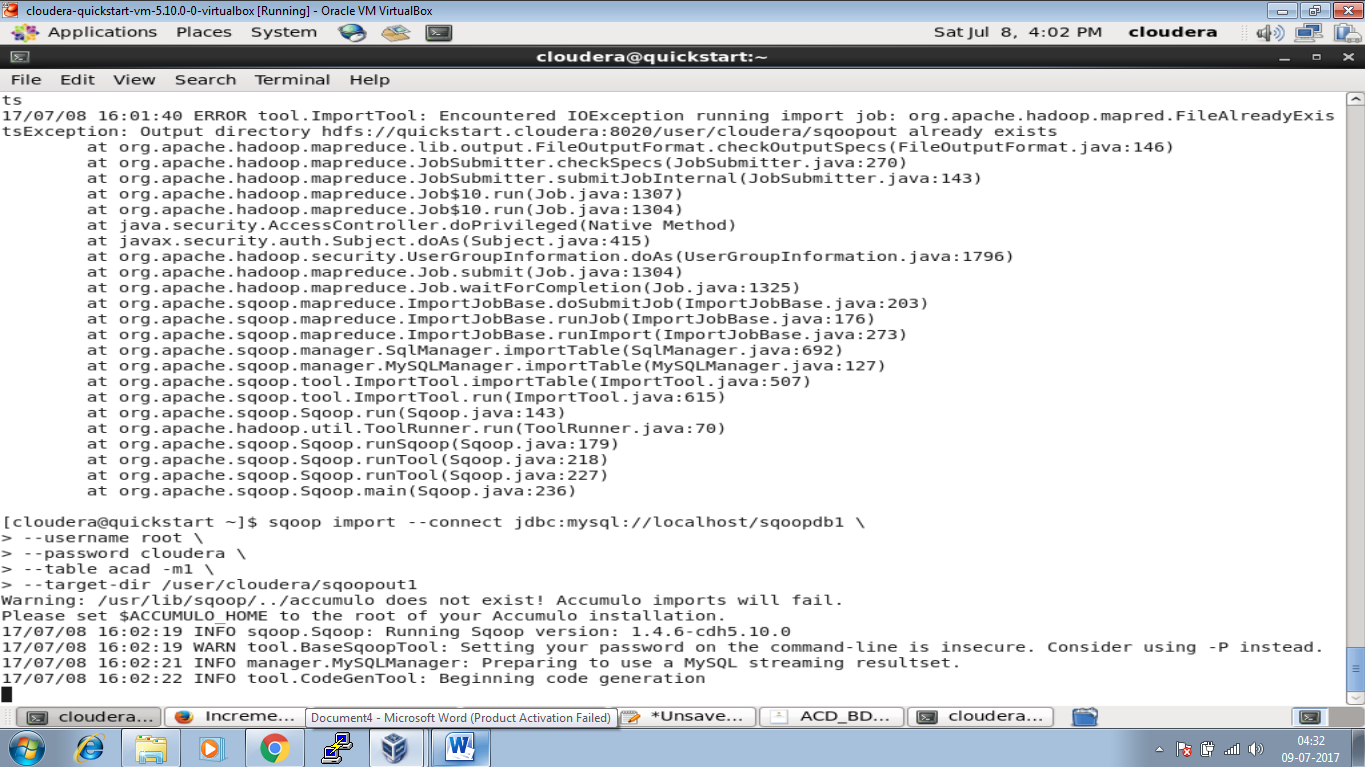 cloudera-quickstart-vm-5.10.0-0-virtualbox [Running] - Oracle VM VirtualBox
Applications Places System Sat Jul 8, 4:02 PM cloudera
cloudera@quickstart:~
File Edit View Search Terminal Help
ts
17/07/08 16:01:40 ERROR tool.ImportTool: Encountered IOException running import job: org.apache.hadoop.mapred.FileAlreadyExis
tsException: Output directory hdfs://quickstart.cloudera:8020/user/cloudera/sqoopout already exists
at org.apache.hadoop.mapreduce.lib.output.FileOutputFormat.checkOutputSpecs(FileOutputFormat.java:146)
at org.apache.hadoop.mapreduce.JobSubmitter.checkSpecs(JobSubmitter.java:270)
at org.apache.hadoop.mapreduce.JobSubmitter.submitJobInternal(JobSubmitter.java:143)
at org.apache.hadoop.mapreduce.Job$10.run(Job.java:1307)
at org.apache.hadoop.mapreduce.Job$10.run(Job.java:1304)
at java.security.AccessController.doPrivileged(Native Method)
at javax.security.auth.Subject.doAs(Subject.java:415)
at org.apache.hadoop.security.UserGroupInformation.doAs(UserGroupInformation.java:1796)
at org.apache.hadoop.mapreduce.Job.submit(Job.java:1304)
at org.apache.hadoop.mapreduce.Job.waitForCompletion(Job.java:1325)
at org.apache.sqoop.mapreduce.ImportJobBase.doSubmitJob(ImportJobBase.java:203)
at org.apache.sqoop.mapreduce.ImportJobBase.runJob(ImportJobBase.java:176)
at org.apache.sqoop.mapreduce.ImportJobBase.runImport(ImportJobBase.java:273)
at org.apache.sqoop.manager.SqlManager.importTable(SqlManager.java:692)
at org.apache.sqoop.manager.MySQLManager.importTable(MySQLManager.java:127)
at org.apache.sqoop.tool.ImportTool.importTable(ImportTool.java:507)
at org.apache.sqoop.tool.ImportTool.run(ImportTool.java:615)
at org.apache.sqoop.Sqoop.run(Sqoop.java:143)
at org.apache.hadoop.util.ToolRunner.run(ToolRunner.java:70)
at org.apache.sqoop.Sqoop.runSqoop(Sqoop.java:179)
at org.apache.sqoop.Sqoop.runTool(Sqoop.java:218)
at org.apache.sqoop.Sqoop.runTool(Sqoop.java:227)
at org.apache.sqoop.Sqoop.main(Sqoop.java:236)
[cloudera@quickstart ~]$ sqoop import --connect jdbc:mysql://localhost/sqoopdb1 \
> --username root \
> --password cloudera \
> --table acad -m1 \
> --target-dir /user/cloudera/sqoopout1
Warning: /usr/lib/sqoop/../accumulo does not exist! Accumulo imports will fail.
Please set $ACCUMULO_HOME to the root of your Accumulo installation.
17/07/08 16:02:19 INFO sqoop.Sqoop: Running Sqoop version: 1.4.6-cdh5.10.0
17/07/08 16:02:19 WARN tool.BaseSqoopTool: Setting your password on the command-line is insecure. Consider using -P instead.
17/07/08 16:02:21 INFO manager.MySQLManager: Preparing to use a MySQL streaming resultset.
17/07/08 16:02:22 INFO tool.CodeGenTool: Beginning code generation
cloudera... Increme... Document4 - Microsoft Word (Product Activation Failed) *Unsave... ACD_BD... cloudera...
04:32
09-07-2017